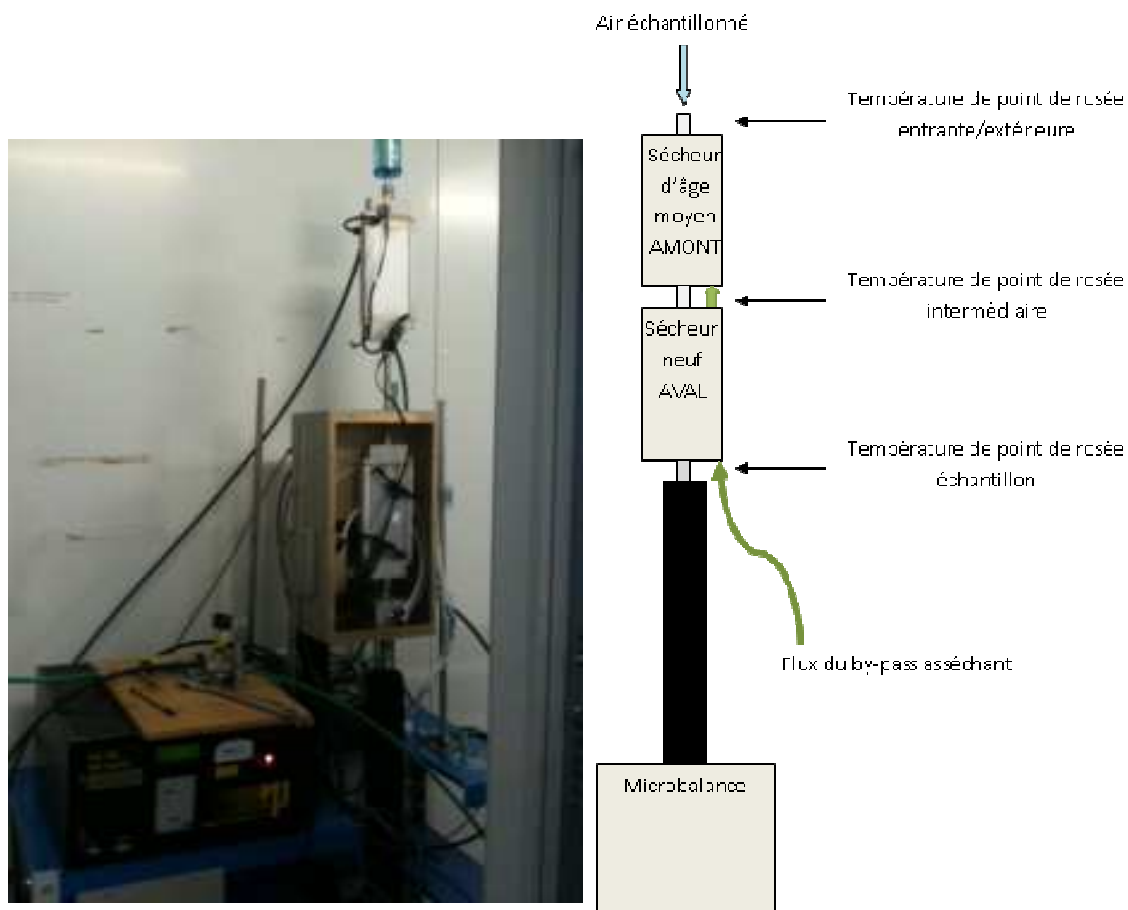 Air échantillonné
Température de point de rosée
entrante/extérieure
Sécheur
d'âge
moyen
AMONT
Température de point de rosée
intermédiaire
Sécheur
neuf
AVAL
Température de point de rosée
échantillon
Flux du by-pass asséchant
Microbalance